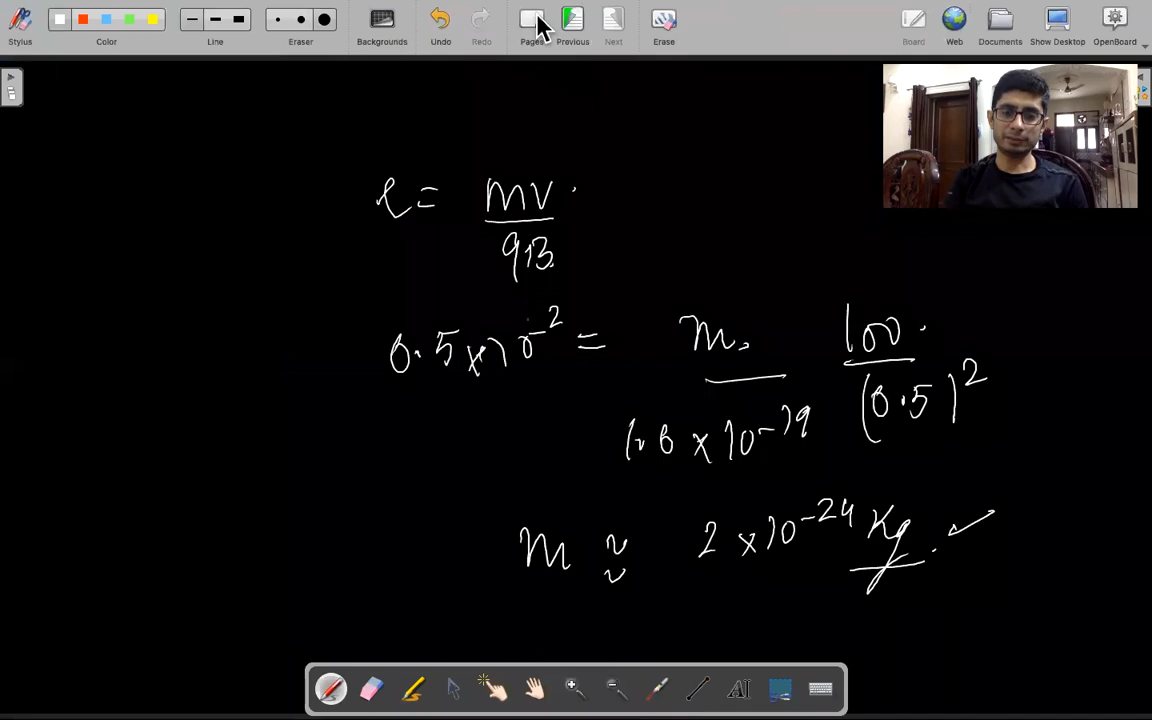 Stylus Color Line Eraser Backgrounds Undo Redo Pages Previous Next Erase Board Web Documents Show Desktop OpenBoard
r = mv / qB
0.5 × 10⁻² = m. / 1.6 × 10⁻¹⁹ 100 / (0.5)²
m ≈ 2 × 10⁻²⁴ Kg. ✓